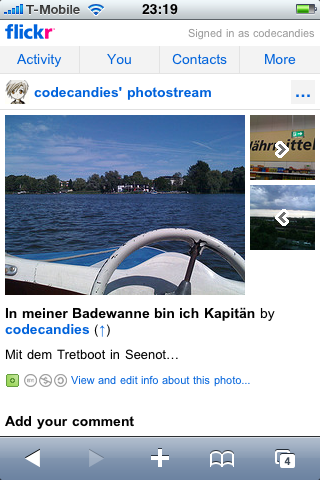 T-Mobile 23:19
flickr Signed in as codecandies
Activity You Contacts More
codecandies' photostream ...
ährmittel
In meiner Badewanne bin ich Kapitän by
codecandies (↑)
Mit dem Tretboot in Seenot…
View and edit info about this photo...
Add your comment
4